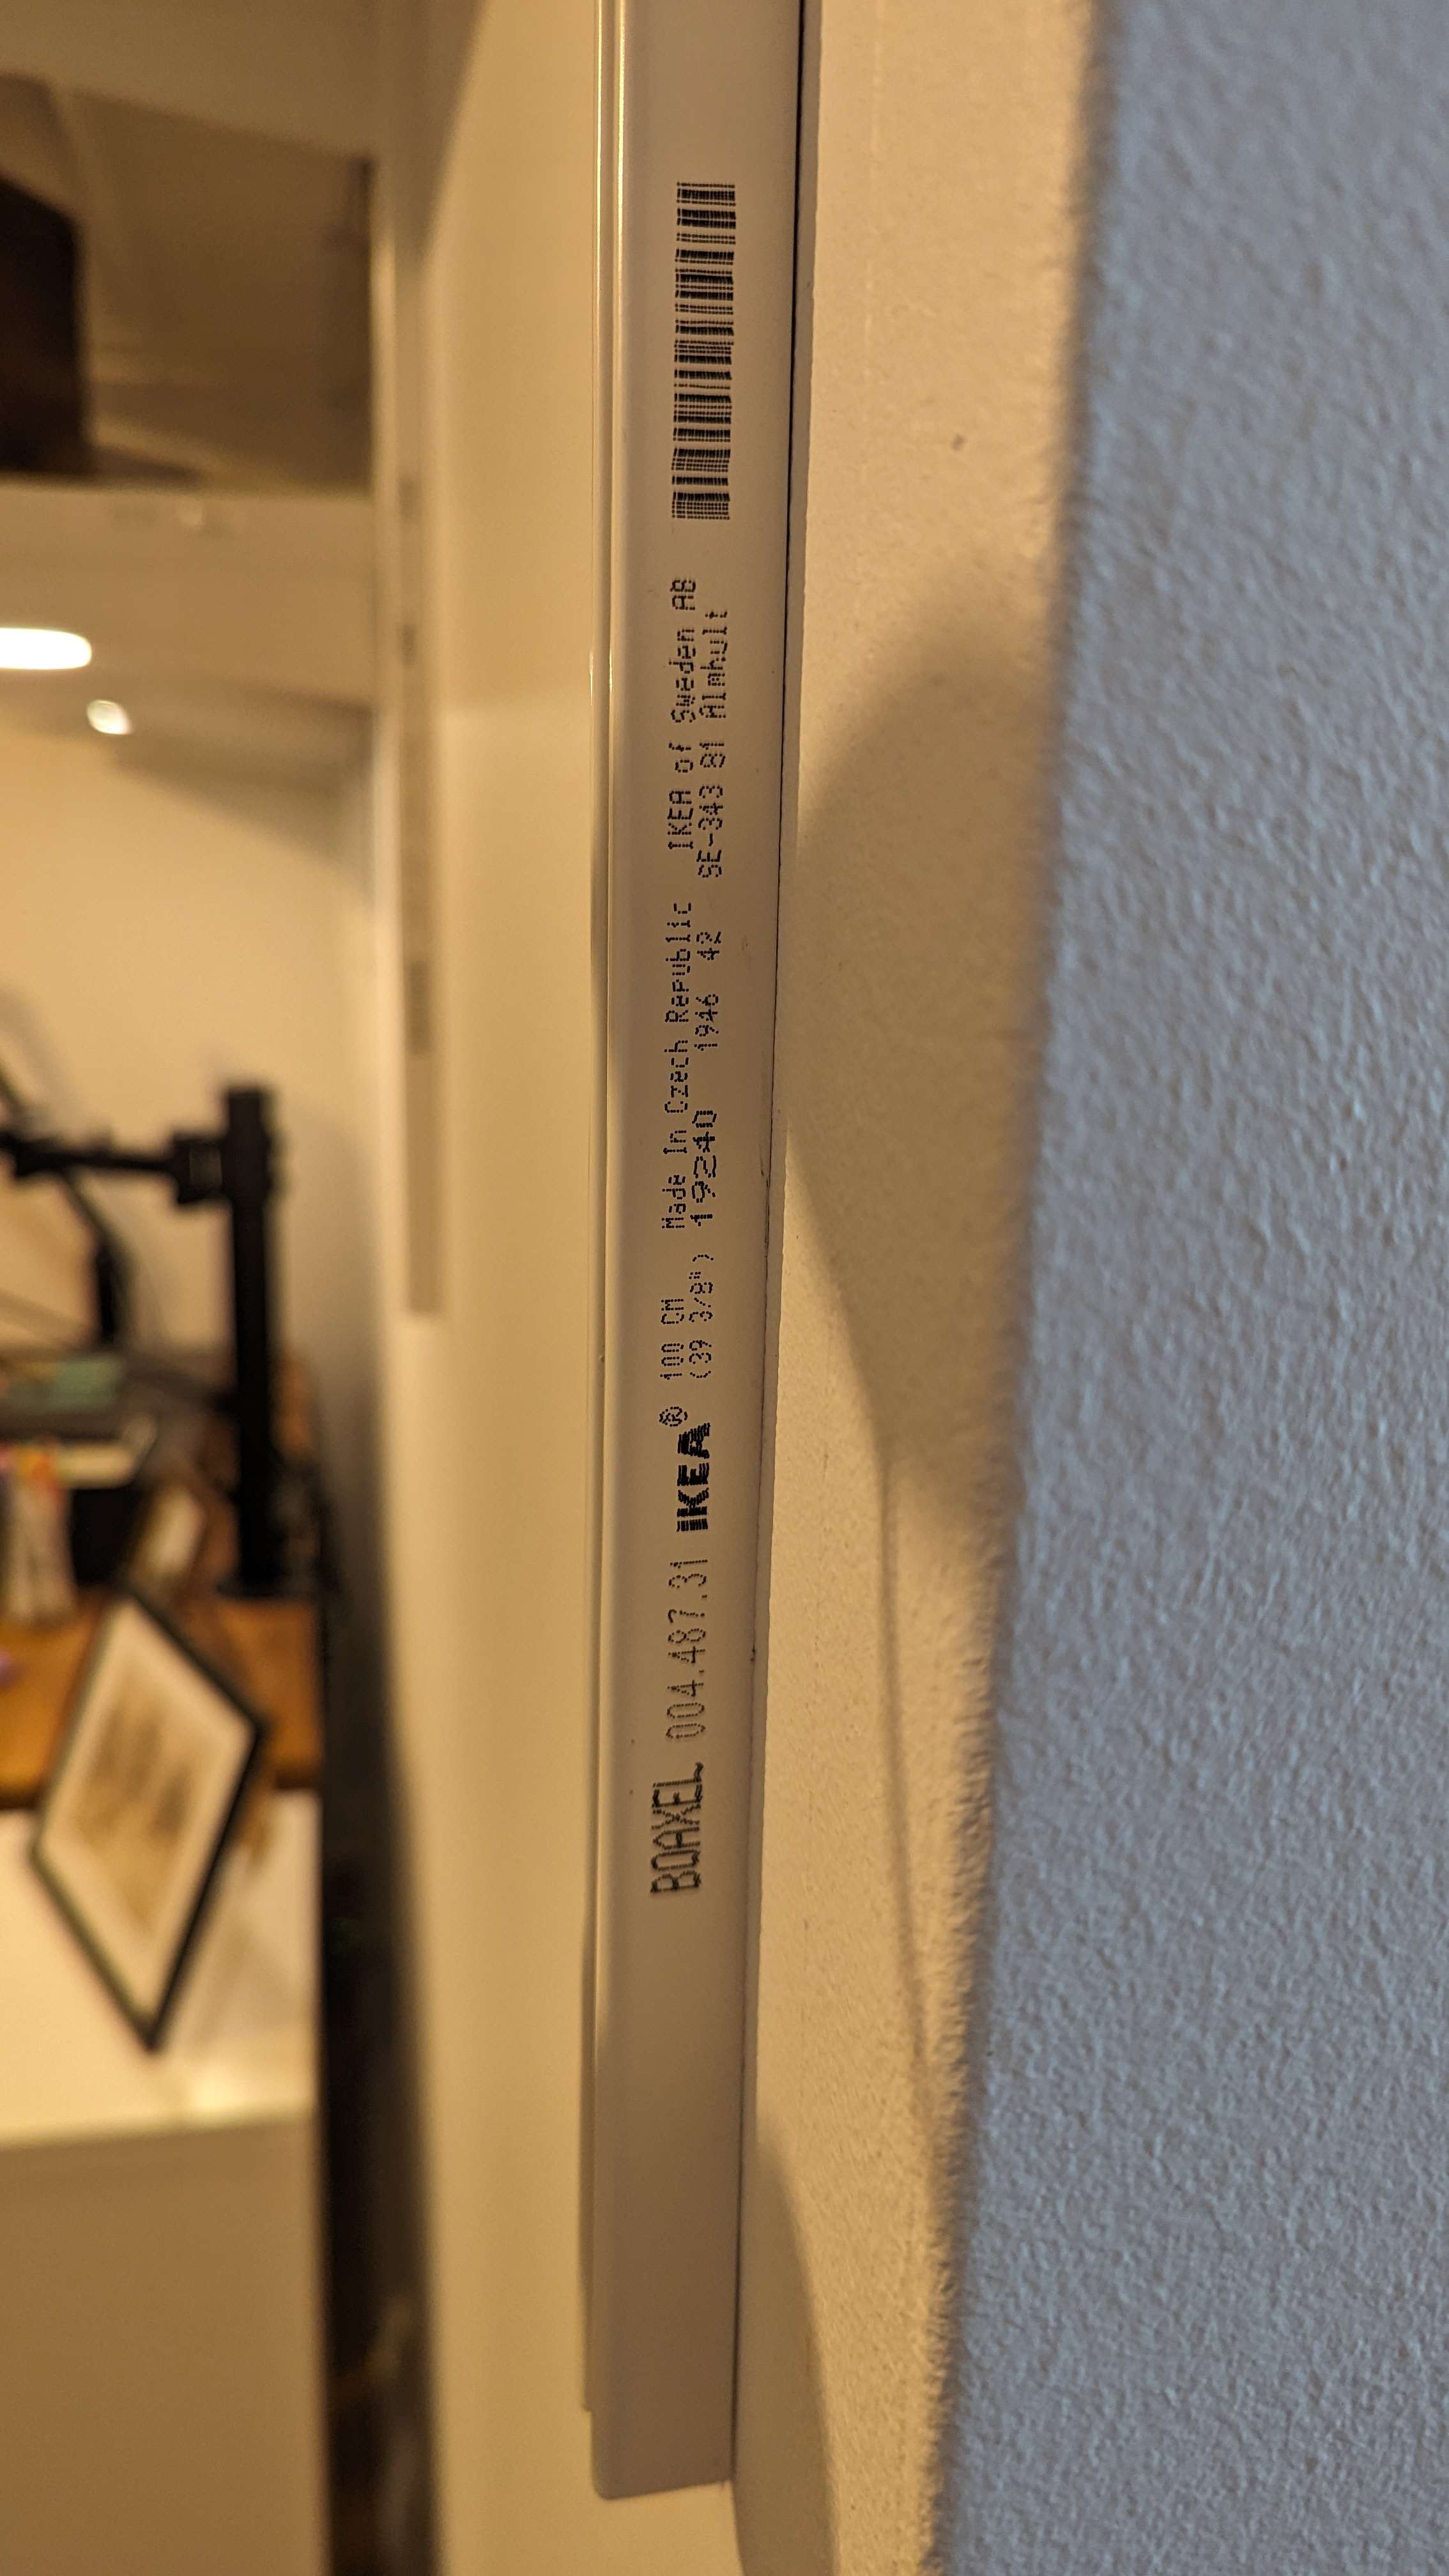 BOAXEL 004.487.31 IKEA® 100 CM Made In Czech Republic IKEA of Sweden AB
(39 3/8") 19240 1946 42 SE-343 81 Almhult